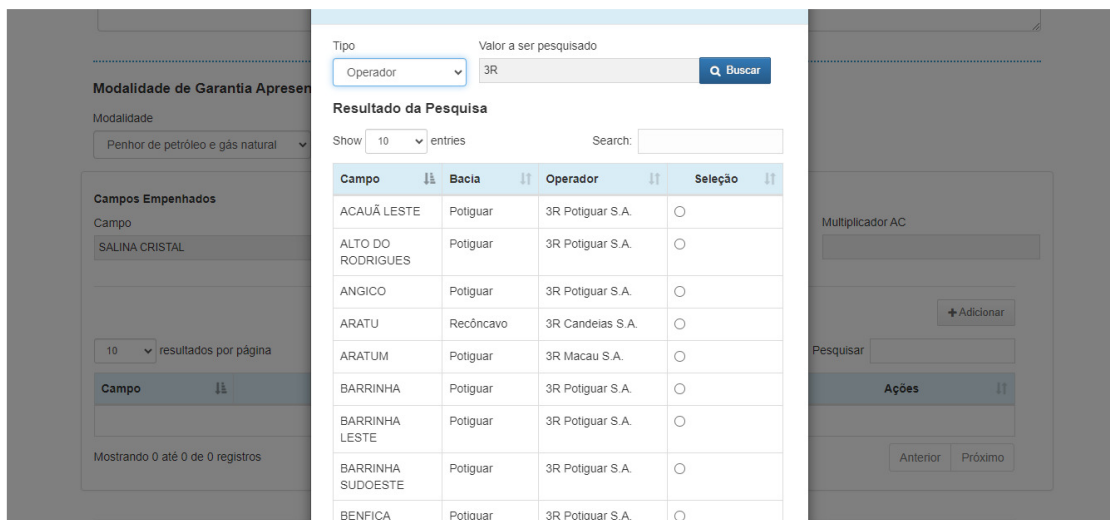 Tipo Valor a ser pesquisado
Operador 3R Buscar
Modalidade de Garantia Apresen
Resultado da Pesquisa
Modalidade
Penhor de petróleo e gás natural
Show 10 entries Search:
Campo Bacia Operador Seleção
Campos Empenhados
ACAUÃ LESTE Potiguar 3R Potiguar S.A.
Campo Multiplicador AC
SALINA CRISTAL
ALTO DO RODRIGUES Potiguar 3R Potiguar S.A.
ANGICO Potiguar 3R Potiguar S.A.
+ Adicionar
ARATU Recôncavo 3R Candeias S.A.
10 resultados por página Pesquisar
ARATUM Potiguar 3R Macau S.A.
Campo Ações
BARRINHA Potiguar 3R Potiguar S.A.
BARRINHA LESTE Potiguar 3R Potiguar S.A.
Mostrando 0 até 0 de 0 registros Anterior Próximo
BARRINHA SUDOESTE Potiguar 3R Potiguar S.A.
BENFICA Potiguar 3R Potiguar S.A.